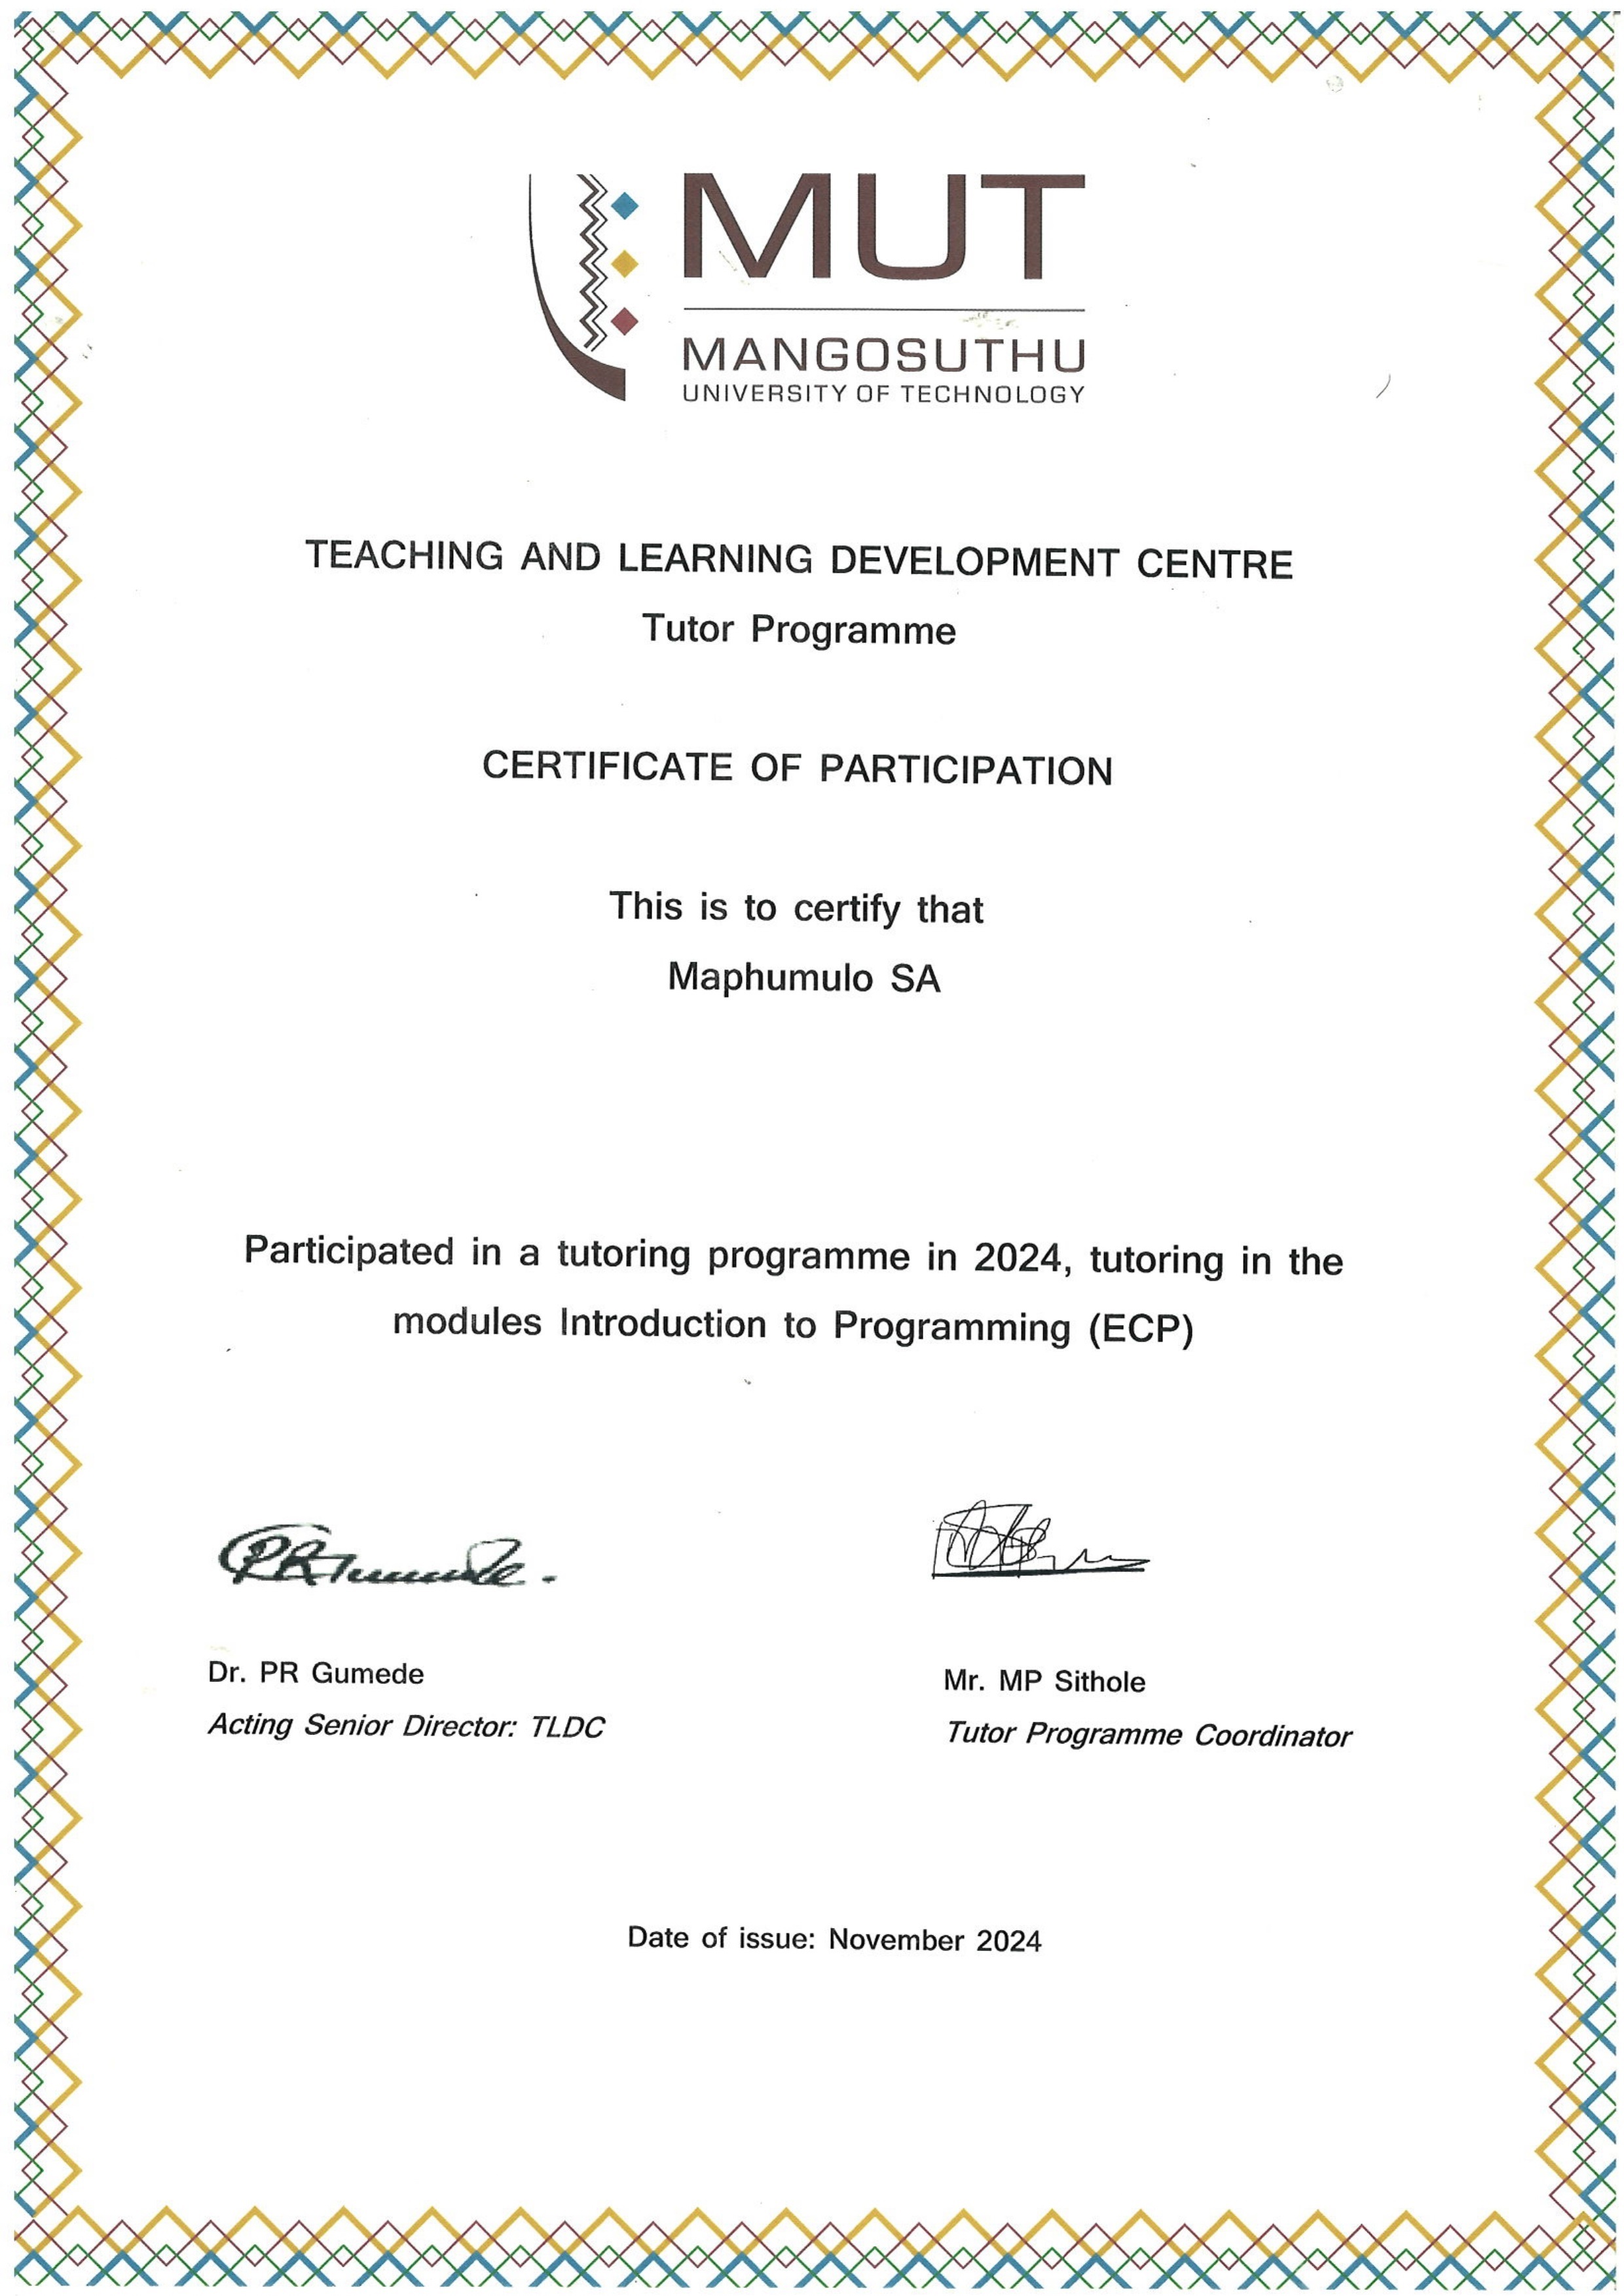 MUT
MANGOSUTHU
UNIVERSITY OF TECHNOLOGY
TEACHING AND LEARNING DEVELOPMENT CENTRE
Tutor Programme
CERTIFICATE OF PARTICIPATION
This is to certify that
Maphumulo SA
Participated in a tutoring programme in 2024, tutoring in the
modules Introduction to Programming (ECP)
Dr. PR Gumede
Mr. MP Sithole
Acting Senior Director: TLDC
Tutor Programme Coordinator
Date of issue: November 2024